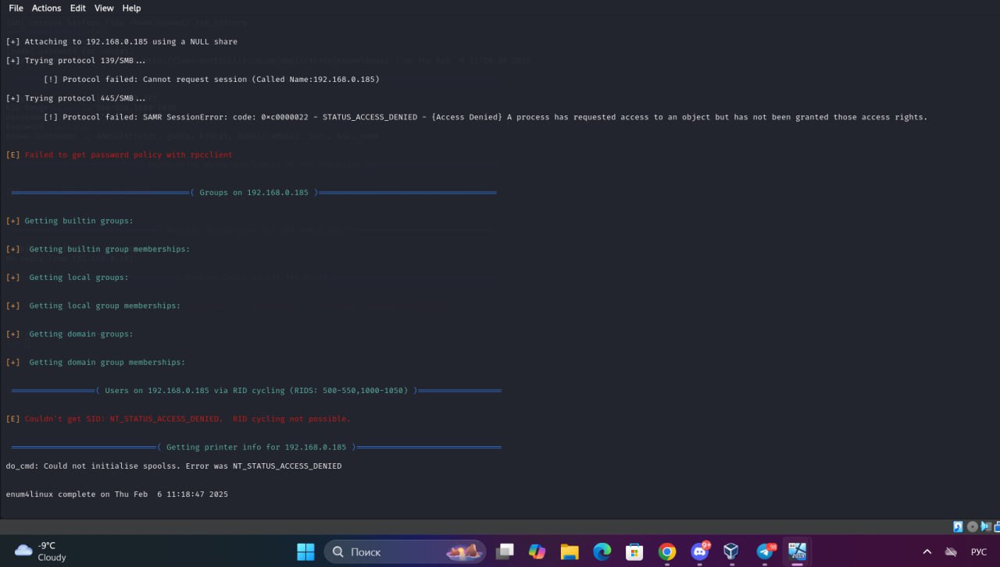 File Actions Edit View Help
[+] Attaching to 192.168.0.185 using a NULL share
[+] Trying protocol 139/SMB...
[!] Protocol failed: Cannot request session (Called Name:192.168.0.185)
[+] Trying protocol 445/SMB...
[!] Protocol failed: SAMR SessionError: code: 0xc0000022 - STATUS_ACCESS_DENIED - {Access Denied} A process has requested access to an object but has not been granted those access rights.
[E] Failed to get password policy with rpcclient
( Groups on 192.168.0.185 )
[+] Getting builtin groups:
[+] Getting builtin group memberships:
[+] Getting local groups:
[+] Getting local group memberships:
[+] Getting domain groups:
[+] Getting domain group memberships:
( Users on 192.168.0.185 via RID cycling (RIDS: 500-550,1000-1050) )
[E] Couldn't get SID: NT_STATUS_ACCESS_DENIED. RID cycling not possible.
( Getting printer info for 192.168.0.185 )
do_cmd: Could not initialise spoolss. Error was NT_STATUS_ACCESS_DENIED
enum4linux complete on Thu Feb 6 11:18:47 2025
-9°C
Cloudy
Поиск
9+
98
2019
РУС